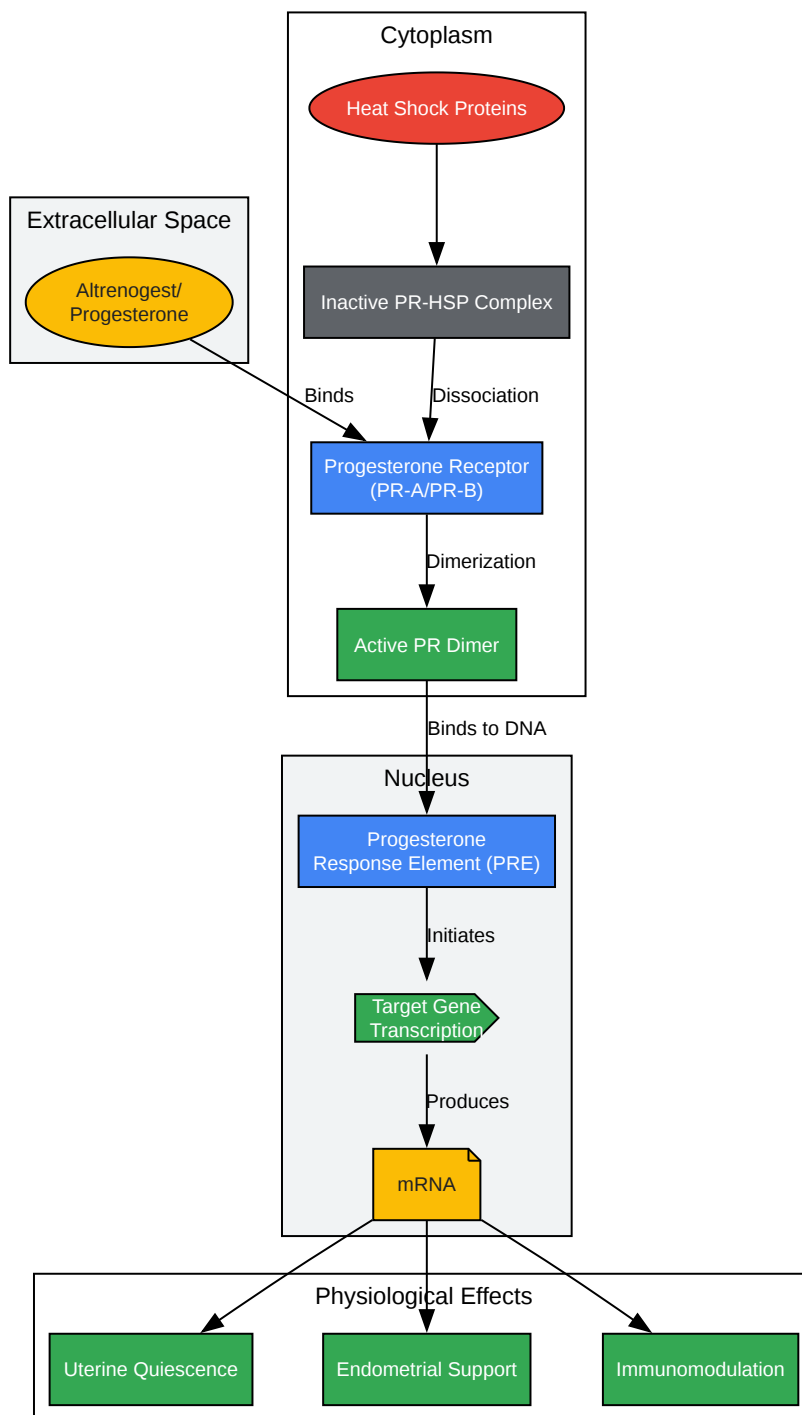 Cytoplasm
Heat Shock Proteins
Extracellular Space
Altrenogest/
Progesterone
Inactive PR-HSP Complex
Binds
Dissociation
Progesterone Receptor
(PR-A/PR-B)
Dimerization
Active PR Dimer
Binds to DNA
Nucleus
Progesterone
Response Element (PRE)
Initiates
Target Gene
Transcription
Produces
mRNA
Physiological Effects
Uterine Quiescence
Endometrial Support
Immunomodulation